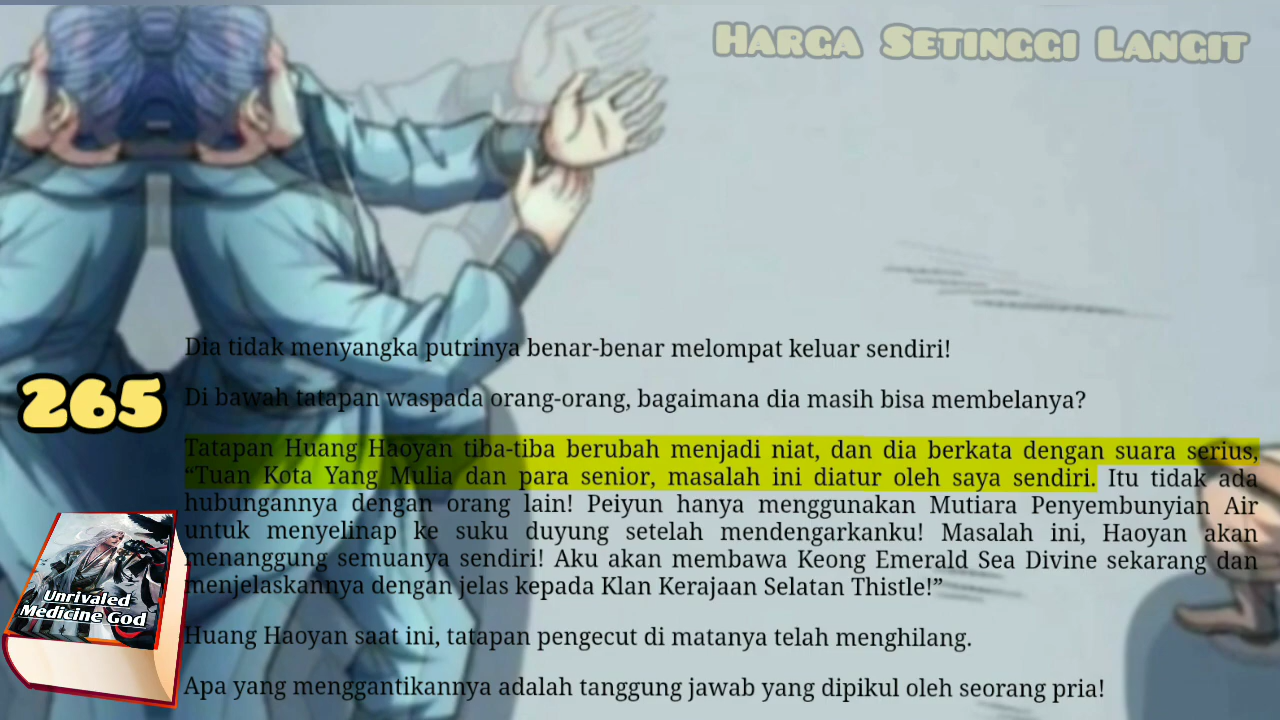 Harga Setinggi Langit
Dia tidak menyangka putrinya benar-benar melompat keluar sendiri!
265
Di bawah tatapan waspada orang-orang, bagaimana dia masih bisa membelanya?
Tatapan Huang Haoyan tiba-tiba berubah menjadi niat, dan dia berkata dengan suara serius,
“Tuan Kota Yang Mulia dan para senior, masalah ini diatur oleh saya sendiri. Itu tidak ada
hubungannya dengan orang lain! Peiyun hanya menggunakan Mutiara Penyembunyian Air
untuk menyelinap ke suku duyung setelah mendengarkanku! Masalah ini, Haoyan akan
menanggung semuanya sendiri! Aku akan membawa Keong Emerald Sea Divine sekarang dan
menjelaskannya dengan jelas kepada Klan Kerajaan Selatan Thistle!”
Huang Haoyan saat ini, tatapan pengecut di matanya telah menghilang.
Apa yang menggantikannya adalah tanggung jawab yang dipikul oleh seorang pria!
Unrivaled
Medicine God